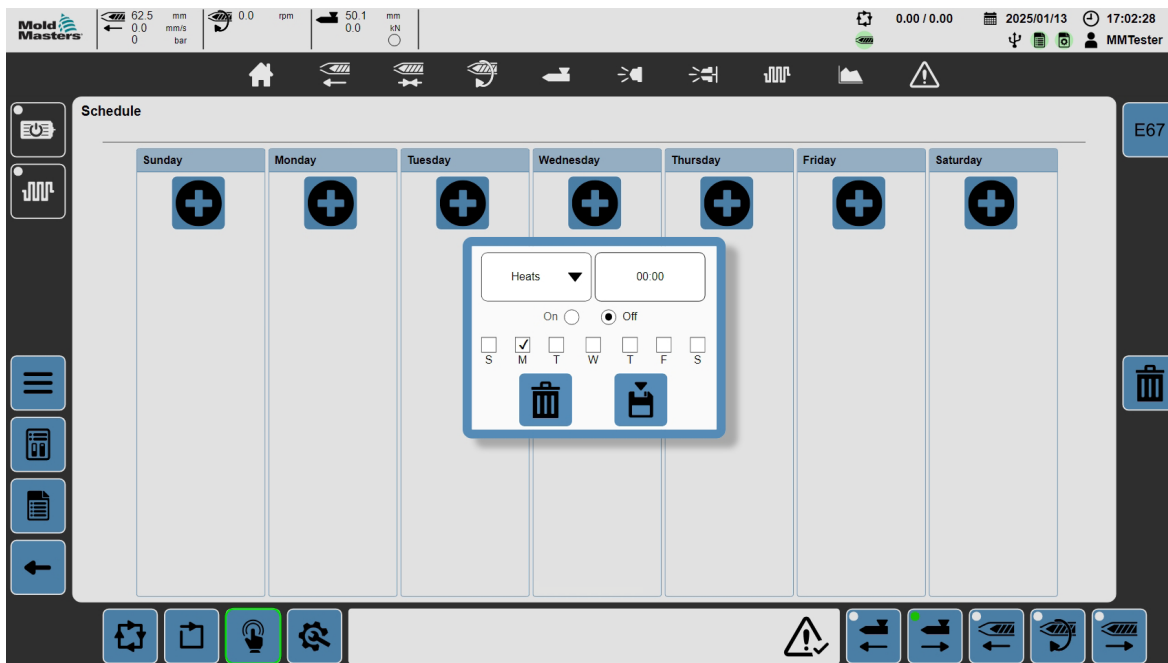 Mold
Masters
62.5 mm
0.0 mm/s
0 bar
0.0 rpm
50.1 mm
0.0 kN
0.00 / 0.00
2025/01/13
17:02:28
MMTester
Schedule
E67
Sunday
Monday
Tuesday
Wednesday
Thursday
Friday
Saturday
Heats
00:00
On
Off
S M T W T F S